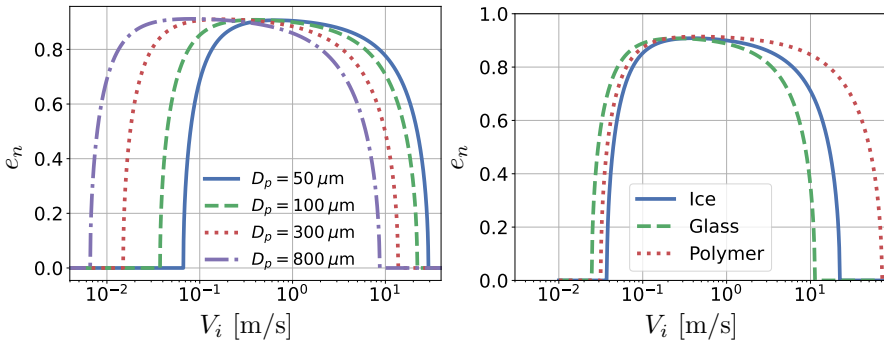 0.8
0.6
0.4
0.2
0.0
e_n
D_p = 50 μm
D_p = 100 μm
D_p = 300 μm
D_p = 800 μm
10^{-2} 10^{-1} 10^0 10^1
V_i [m/s]
1.0
0.8
0.6
0.4
0.2
0.0
e_n
Ice
Glass
Polymer
10^{-2} 10^{-1} 10^0 10^1
V_i [m/s]